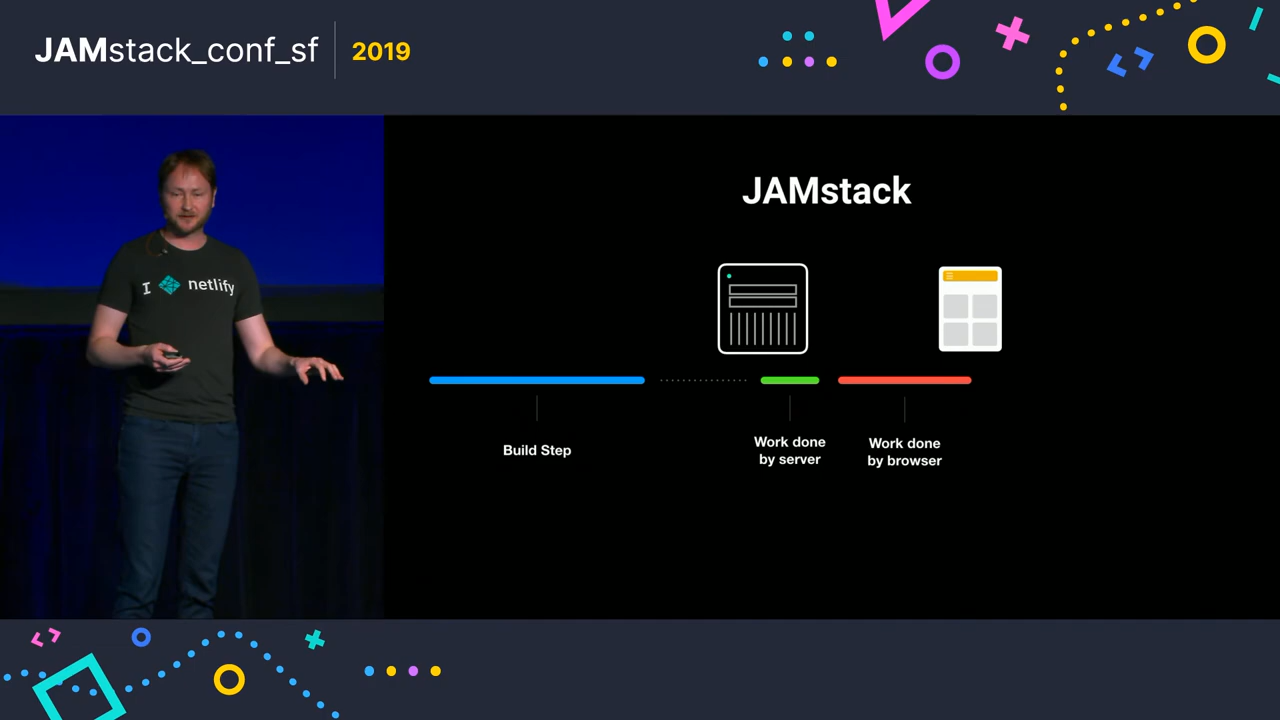 JAMstack_conf_sf
2019
I netlify
JAMstack
Build Step
Work done
by server
Work done
by browser